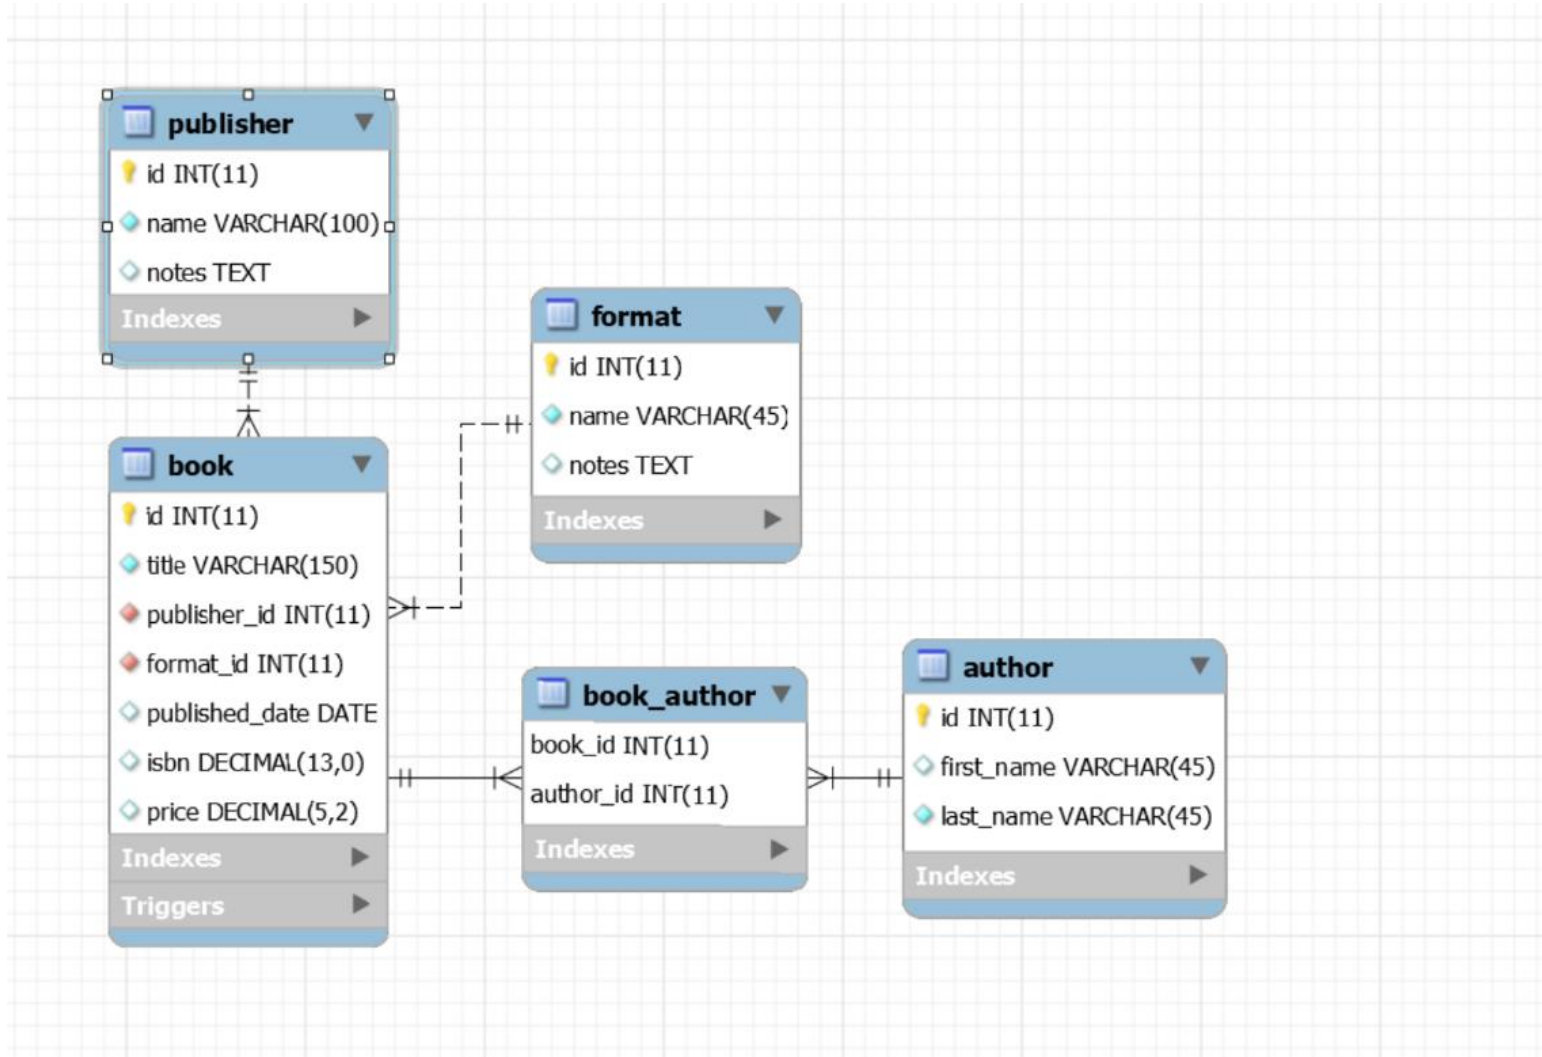 publisher
id INT(11)
name VARCHAR(100)
notes TEXT
Indexes
format
id INT(11)
name VARCHAR(45)
notes TEXT
Indexes
book
id INT(11)
title VARCHAR(150)
publisher_id INT(11)
format_id INT(11)
published_date DATE
isbn DECIMAL(13,0)
price DECIMAL(5,2)
Indexes
Triggers
book_author
book_id INT(11)
author_id INT(11)
Indexes
author
id INT(11)
first_name VARCHAR(45)
last_name VARCHAR(45)
Indexes